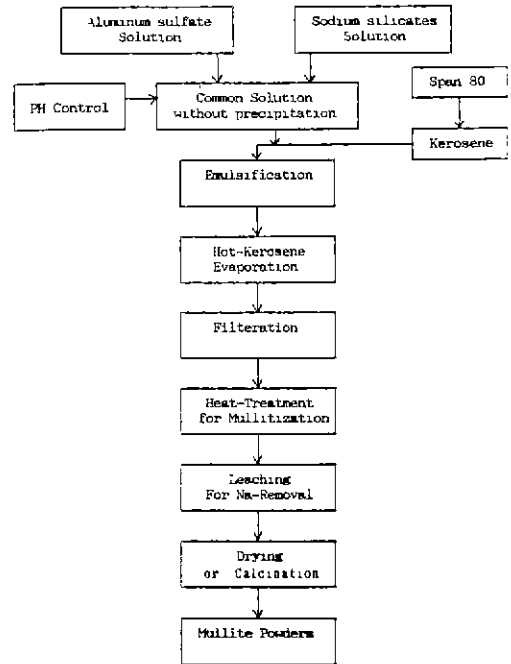 Aluminum sulfate
Solution
Sodium silicates
Solution
PH Control
Common Solution
without precipitation
Span 80
Kerosene
Emulsification
Hot-Kerosene
Evaporation
Filteration
Heat-Treatment
for Mullitization
Leaching
For Na-Removal
Drying
or Calcination
Mullite Powders